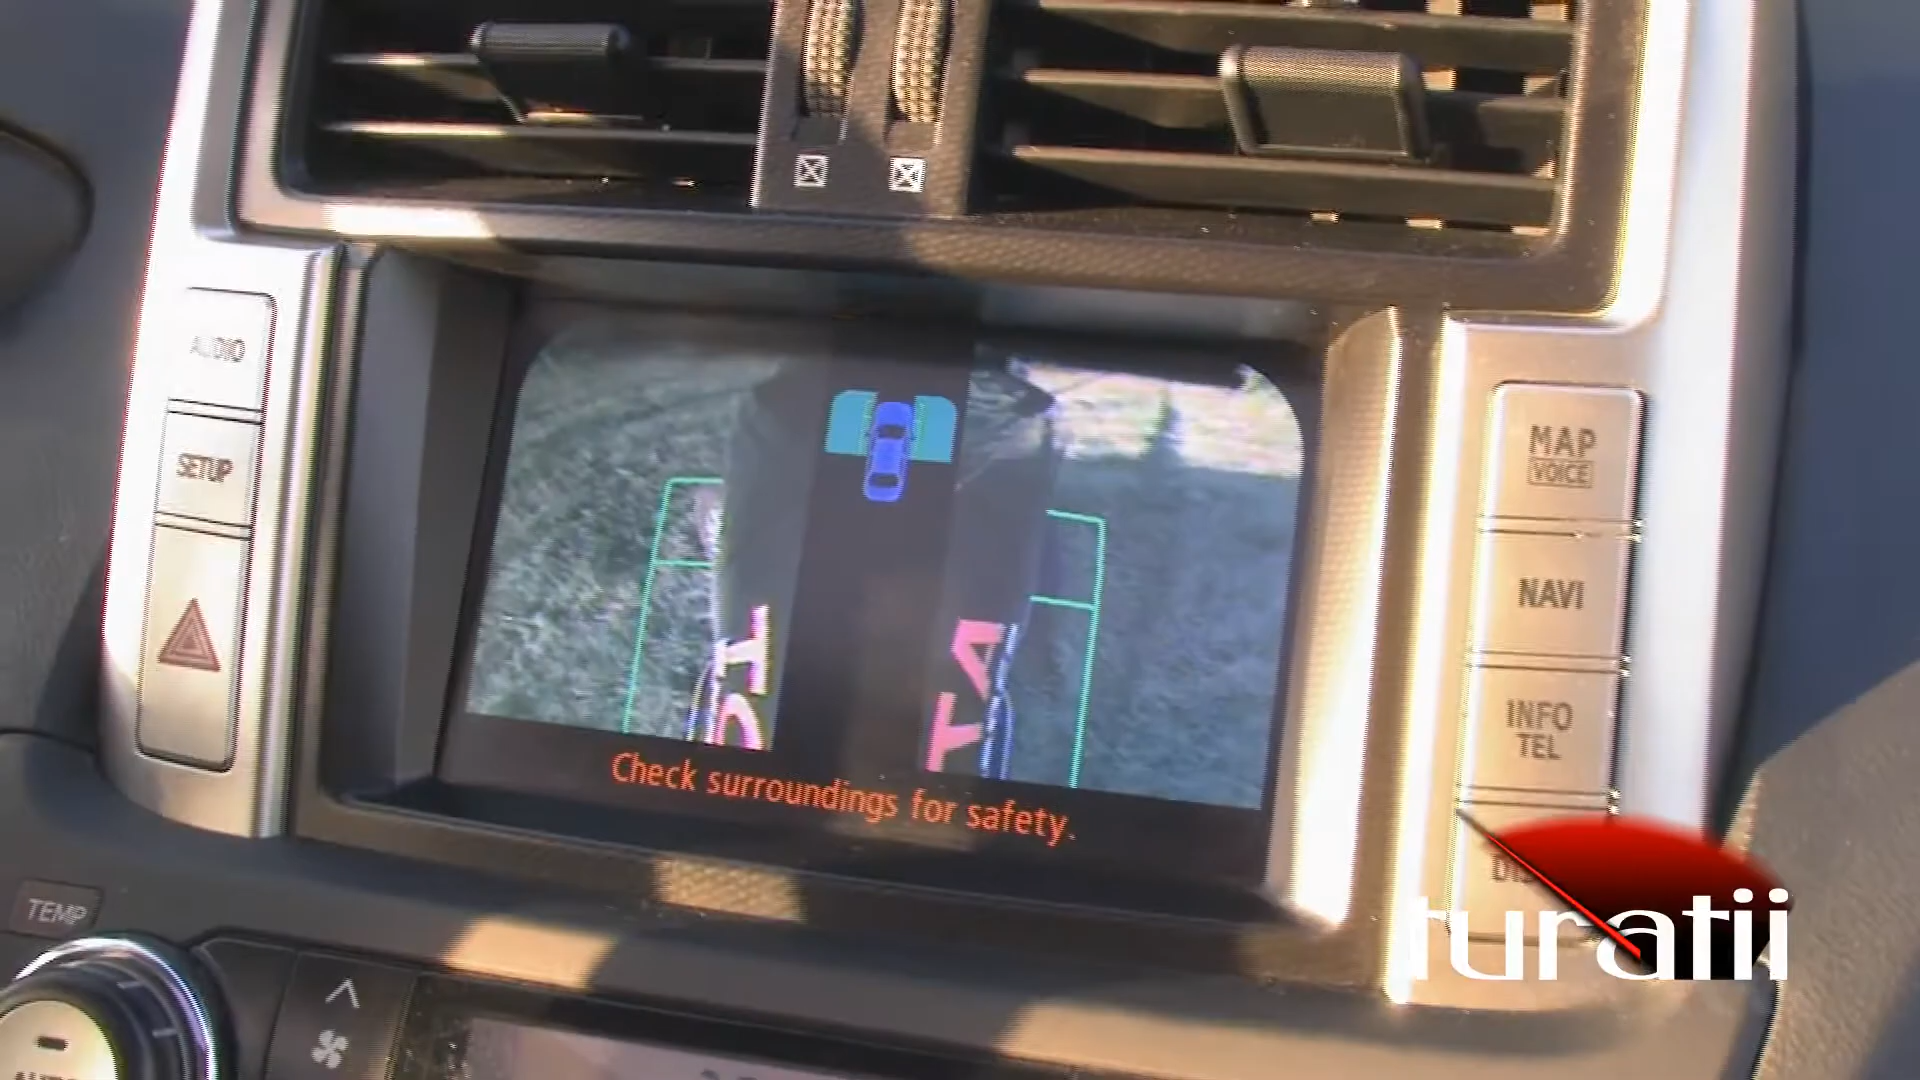 AUDIO
SETUP
MAP
VOICE
NAVI
INFO
TEL
Check surroundings for safety.
TEMP
turatii